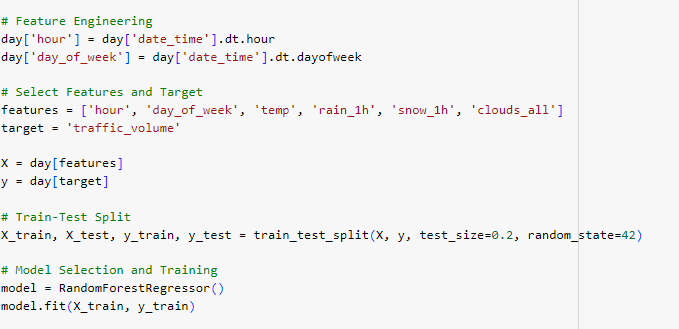 # Feature Engineering
day['hour'] = day['date_time'].dt.hour
day['day_of_week'] = day['date_time'].dt.dayofweek
# Select Features and Target
features = ['hour', 'day_of_week', 'temp', 'rain_1h', 'snow_1h', 'clouds_all']
target = 'traffic_volume'
X = day[features]
y = day[target]
# Train-Test Split
X_train, X_test, y_train, y_test = train_test_split(X, y, test_size=0.2, random_state=42)
# Model Selection and Training
model = RandomForestRegressor()
model.fit(X_train, y_train)